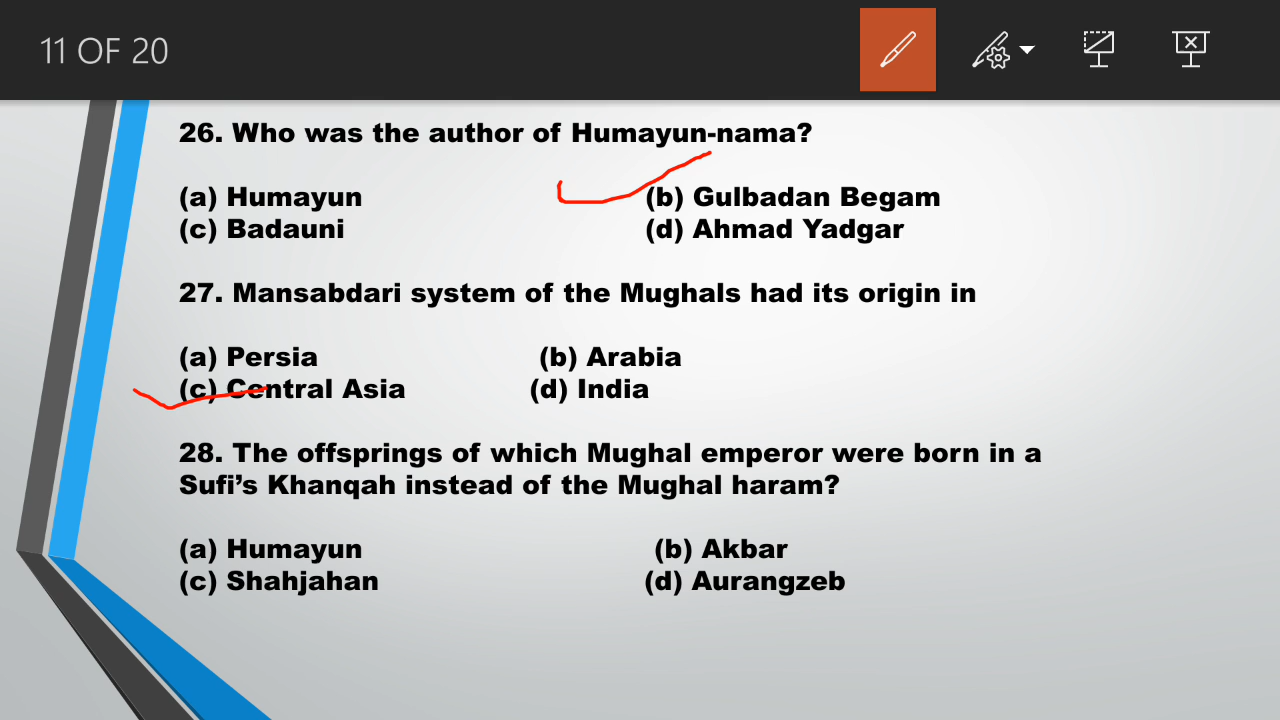 11 OF 20
26. Who was the author of Humayun-nama?
(a) Humayun (b) Gulbadan Begam
(c) Badauni (d) Ahmad Yadgar
27. Mansabdari system of the Mughals had its origin in
(a) Persia (b) Arabia
(c) Central Asia (d) India
28. The offsprings of which Mughal emperor were born in a
Sufi’s Khanqah instead of the Mughal haram?
(a) Humayun (b) Akbar
(c) Shahjahan (d) Aurangzeb